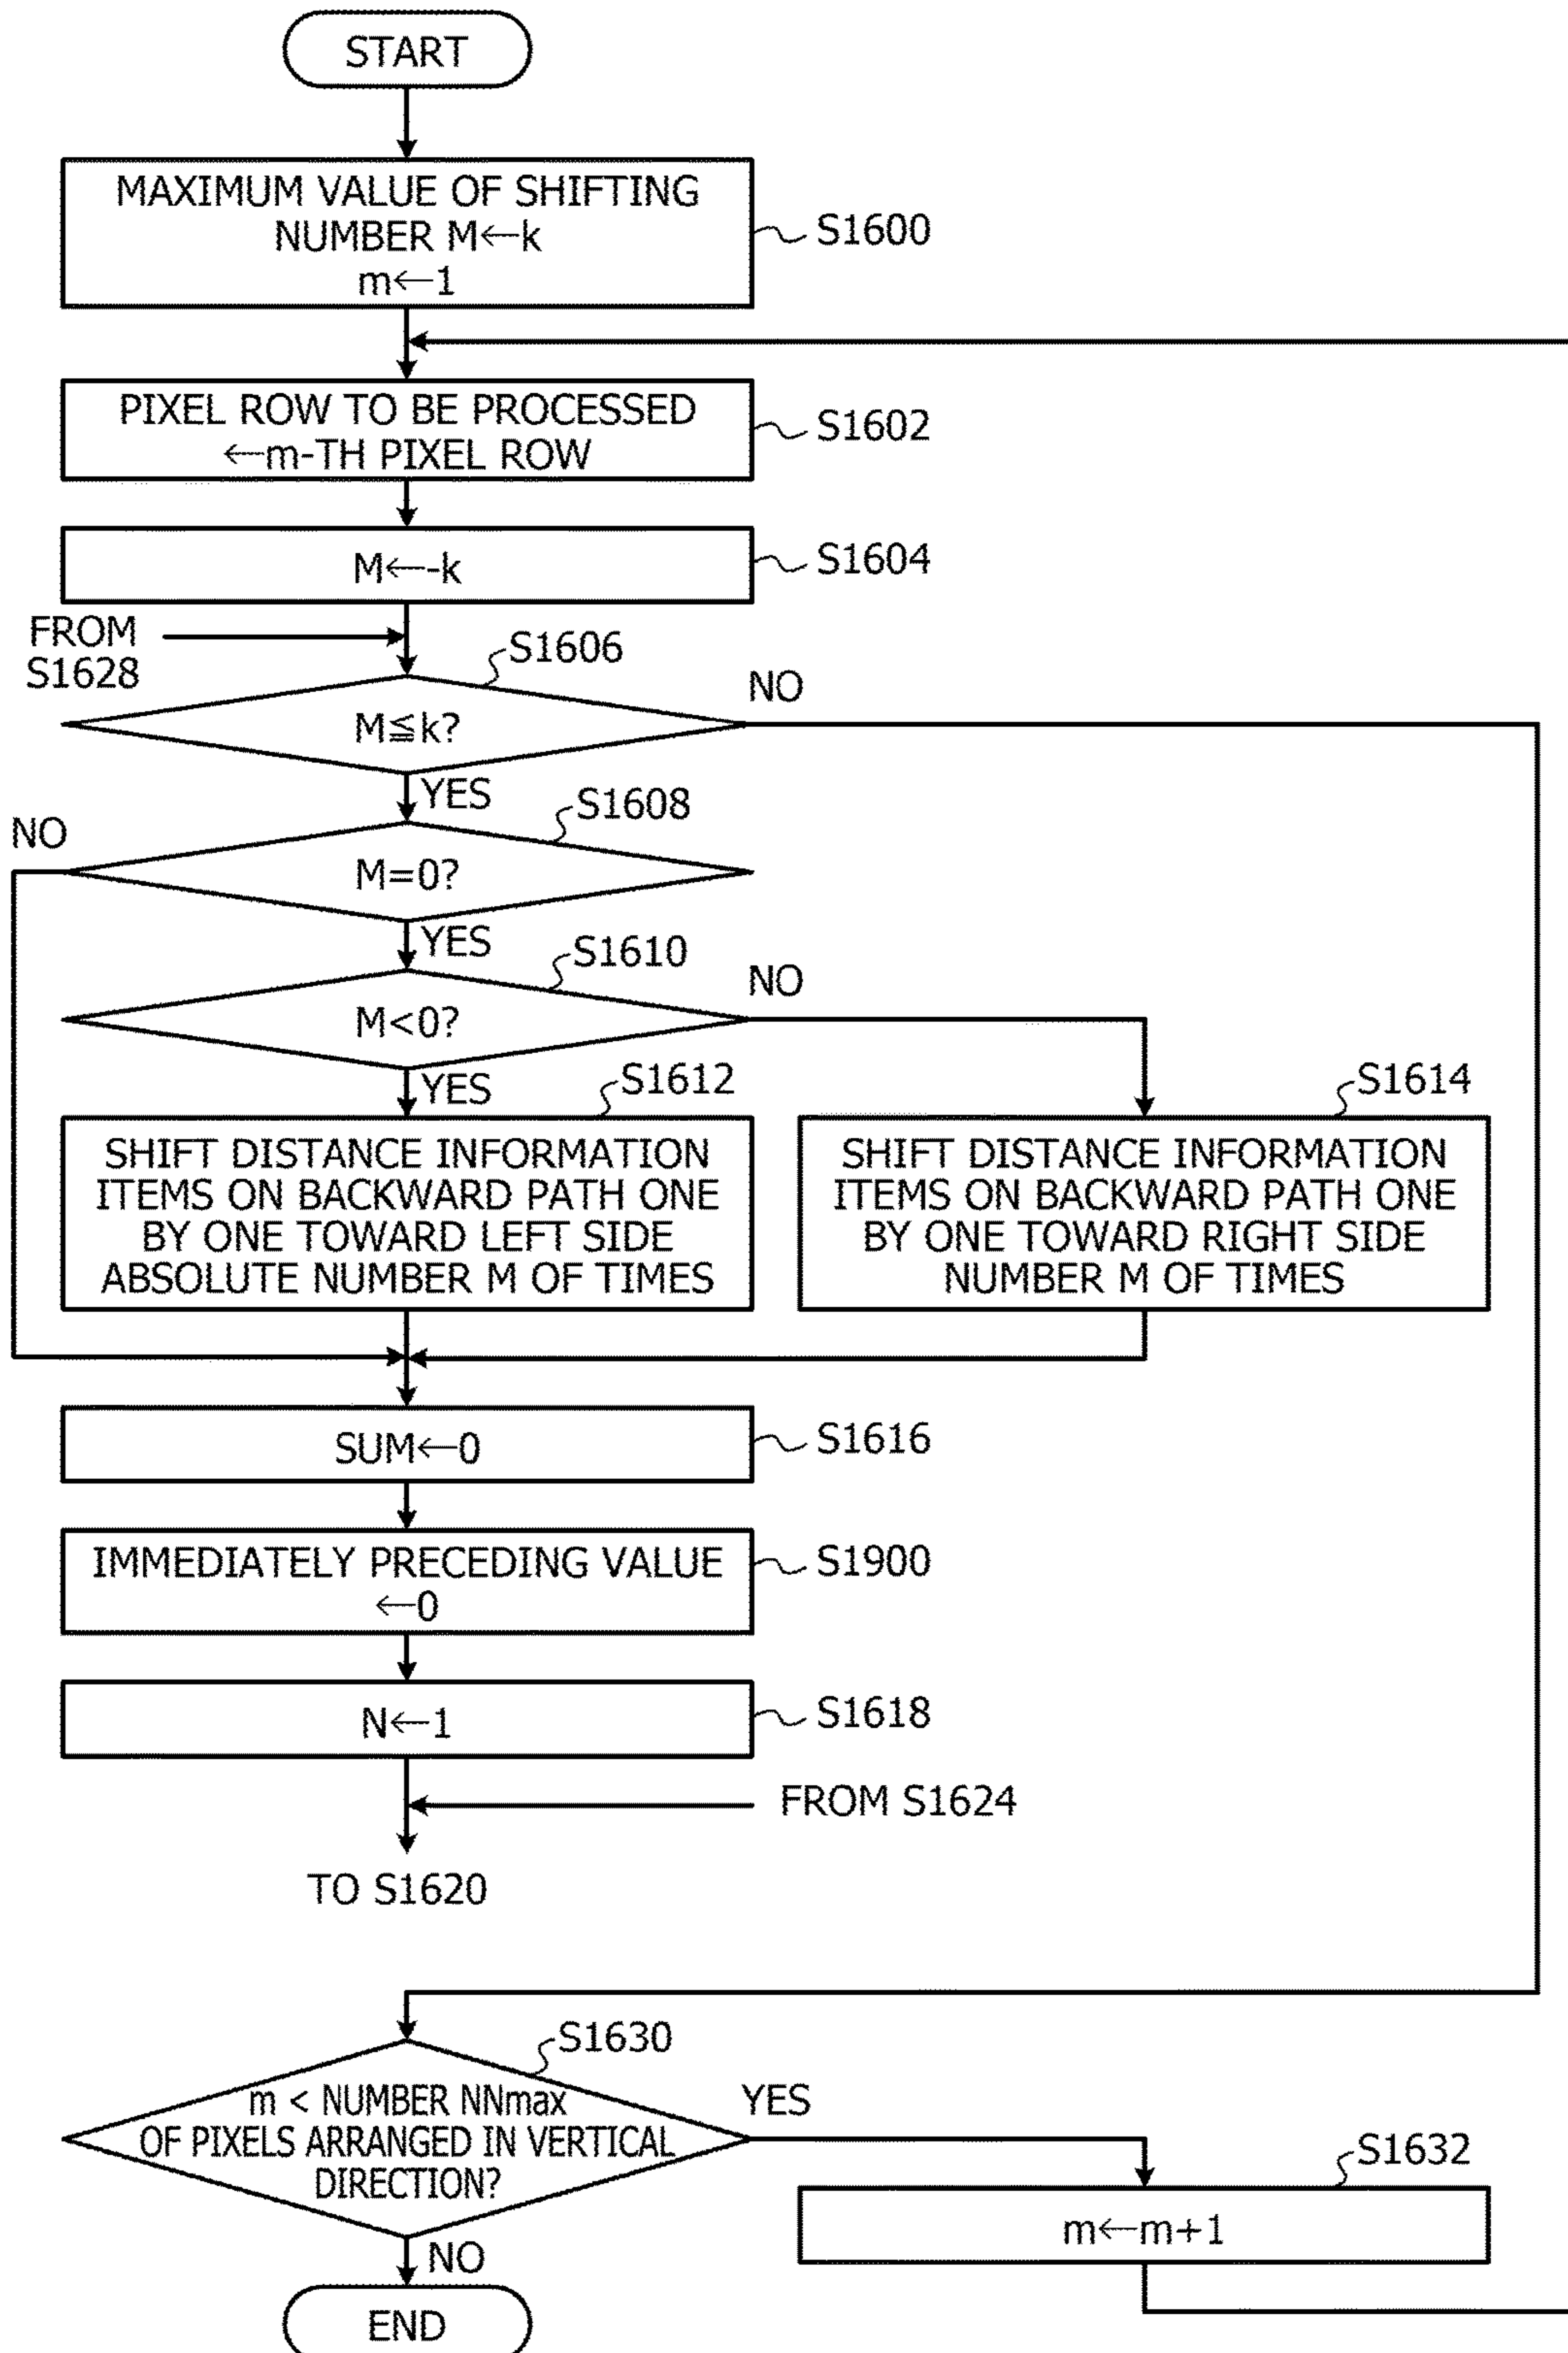 START
MAXIMUM VALUE OF SHIFTING
NUMBER M←k
m←1
S1600
PIXEL ROW TO BE PROCESSED
←m-TH PIXEL ROW
S1602
M←-k
S1604
FROM
S1628
S1606
M≦k?
NO
YES
S1608
NO
M=0?
YES
S1610
M<0?
NO
YES
S1612
SHIFT DISTANCE INFORMATION
ITEMS ON BACKWARD PATH ONE
BY ONE TOWARD LEFT SIDE
ABSOLUTE NUMBER M OF TIMES
S1614
SHIFT DISTANCE INFORMATION
ITEMS ON BACKWARD PATH ONE
BY ONE TOWARD RIGHT SIDE
NUMBER M OF TIMES
SUM←0
S1616
IMMEDIATELY PRECEDING VALUE
←0
S1900
N←1
S1618
FROM S1624
TO S1620
S1630
m < NUMBER NNmax
OF PIXELS ARRANGED IN VERTICAL
DIRECTION?
YES
S1632
m←m+1
NO
END